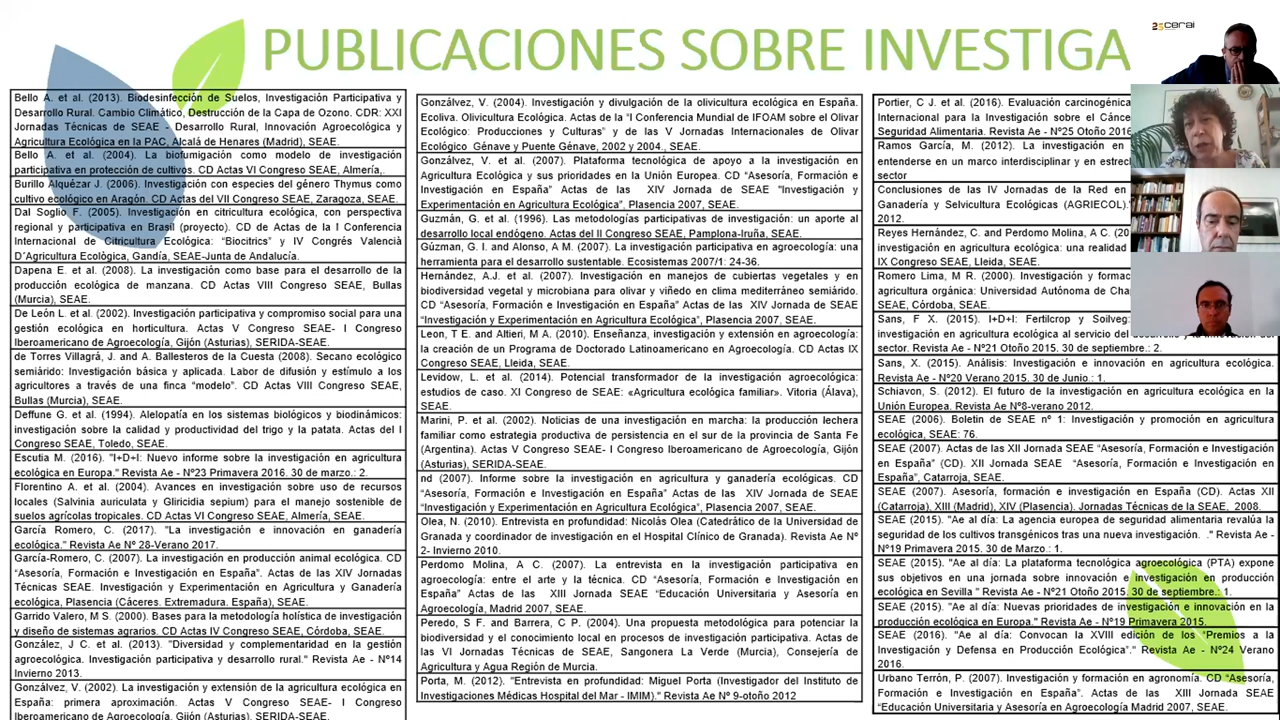 PUBLICACIONES SOBRE INVESTIGA
cerai
Bello A. et al. (2013). Biodesinfección de Suelos, Investigación Participativa y
Desarrollo Rural. Cambio Climático, Destrucción de la Capa de Ozono. CDR: XXI
Jornadas Técnicas de SEAE - Desarrollo Rural, Innovación Agroecológica y
Agricultura Ecológica en la PAC, Alcalá de Henares (Madrid), SEAE.
Bello A. et al. (2004). La biofumigación como modelo de investigación
participativa en protección de cultivos. CD Actas VI Congreso SEAE, Almería,.
Burillo Alquézar J. (2006). Investigación con especies del género Thymus como
cultivo ecológico en Aragón. CD Actas del VII Congreso SEAE, Zaragoza, SEAE.
Dal Soglio F. (2005). Investigación en citricultura ecológica, con perspectiva
regional y participativa en Brasil (proyecto). CD de Actas de la I Conferencia
Internacional de Citricultura Ecológica: “Biocitrics” y IV Congrés Valencià
D´Agricultura Ecològica, Gandía, SEAE-Junta de Andalucía.
Dapena E. et al. (2008). La investigación como base para el desarrollo de la
producción ecológica de manzana. CD Actas VIII Congreso SEAE, Bullas
(Murcia), SEAE.
De León L. et al. (2002). Investigación participativa y compromiso social para una
gestión ecológica en horticultura. Actas V Congreso SEAE- I Congreso
Iberoamericano de Agroecología, Gijón (Asturias), SERIDA-SEAE.
de Torres Villagrá, J. and A. Ballesteros de la Cuesta (2008). Secano ecológico
semiárido: Investigación básica y aplicada. Labor de difusión y estímulo a los
agricultores a través de una finca “modelo”. CD Actas VIII Congreso SEAE,
Bullas (Murcia), SEAE.
Deffune G. et al. (1994). Alelopatía en los sistemas biológicos y biodinámicos:
investigación sobre la calidad y productividad del trigo y la patata. Actas del I
Congreso SEAE, Toledo, SEAE.
Escutia M. (2016). "I+D+I: Nuevo informe sobre la investigación en agricultura
ecológica en Europa." Revista Ae - Nº23 Primavera 2016. 30 de marzo.: 2.
Florentino A. et al. (2004). Avances en investigación sobre uso de recursos
locales (Salvinia auriculata y Gliricidia sepium) para el manejo sostenible de
suelos agrícolas tropicales. CD Actas VI Congreso SEAE, Almería, SEAE.
García Romero, C. (2017). "La investigación e innovación en ganadería
ecológica." Revista Ae Nº 28-Verano 2017.
García-Romero, C. (2007). La investigación en producción animal ecológica. CD
“Asesoría, Formación e Investigación en España”. Actas de las XIV Jornadas
Técnicas SEAE. Investigación y Experimentación en Agricultura y Ganadería
ecológica, Plasencia (Cáceres. Extremadura. España), SEAE.
Garrido Valero, M S. (2000). Bases para la metodología holística de investigación
y diseño de sistemas agrarios. CD Actas IV Congreso SEAE, Córdoba, SEAE.
González, J C. et al. (2013). "Diversidad y complementaridad en la gestión
agroecológica. Investigación participativa y desarrollo rural." Revista Ae - Nº14
Invierno 2013.
Gonzálvez, V. (2002). La investigación y extensión de la agricultura ecológica en
España: primera aproximación. Actas V Congreso SEAE- I Congreso
Iberoamericano de Agroecología, Gijón (Asturias), SERIDA-SEAE.
Gonzálvez, V. (2004). Investigación y divulgación de la olivicultura ecológica en España.
Ecoliva. Olivicultura Ecológica. Actas de la “I Conferencia Mundial de IFOAM sobre el Olivar
Ecológico: Producciones y Culturas” y de las V Jornadas Internacionales de Olivar
Ecológico Génave y Puente Génave, 2002 y 2004., SEAE.
Gonzálvez, V. et al. (2007). Plataforma tecnológica de apoyo a la investigación en
Agricultura Ecológica y sus prioridades en la Unión Europea. CD “Asesoría, Formación e
Investigación en España” Actas de las XIV Jornada de SEAE "Investigación y
Experimentación en Agricultura Ecológica”, Plasencia 2007, SEAE.
Guzmán, G. et al. (1996). Las metodologías participativas de investigación: un aporte al
desarrollo local endógeno. Actas del II Congreso SEAE, Pamplona-Iruña, SEAE.
Gúzman, G. I. and Alonso, A M. (2007). La investigación participativa en agroecología: una
herramienta para el desarrollo sustentable. Ecosistemas 2007/1: 24-36.
Hernández, A.J. et al. (2007). Investigación en manejos de cubiertas vegetales y en
biodiversidad vegetal y microbiana para olivar y viñedo en clima mediterráneo semiárido.
CD “Asesoría, Formación e Investigación en España” Actas de las XIV Jornada de SEAE
“Investigación y Experimentación en Agricultura Ecológica”, Plasencia 2007, SEAE.
Leon, T E. and Altieri, M A. (2010). Enseñanza, investigación y extensión en agroecología:
la creación de un Programa de Doctorado Latinoamericano en Agroecología. CD Actas IX
Congreso SEAE, Lleida, SEAE.
Levidow, L. et al. (2014). Potencial transformador de la investigación agroecológica:
estudios de caso. XI Congreso de SEAE: «Agricultura ecológica familiar». Vitoria (Álava),
SEAE.
Marini, P. et al. (2002). Noticias de una investigación en marcha: la producción lechera
familiar como estrategia productiva de persistencia en el sur de la provincia de Santa Fe
(Argentina). Actas V Congreso SEAE- I Congreso Iberoamericano de Agroecología, Gijón
(Asturias), SERIDA-SEAE.
nd (2007). Informe sobre la investigación en agricultura y ganadería ecológicas. CD
“Asesoría, Formación e Investigación en España” Actas de las XIV Jornada de SEAE
“Investigación y Experimentación en Agricultura Ecológica”, Plasencia 2007, SEAE.
Olea, N. (2010). Entrevista en profundidad: Nicolás Olea (Catedrático de la Universidad de
Granada y coordinador de investigación en el Hospital Clínico de Granada). Revista Ae Nº
2- Invierno 2010.
Perdomo Molina, A C. (2007). La entrevista en la investigación participativa en
agroecología: entre el arte y la técnica. CD “Asesoría, Formación e Investigación en
España” Actas de las XIV Jornada de SEAE “Educación Universitaria y Asesoría en
Agroecología, Madrid 2007, SEAE.
Peredo, S F. and Barrera, C P. (2004). Una propuesta metodológica para potenciar la
biodiversidad y el conocimiento local en procesos de investigación participativa. Actas de
las VI Jornadas Técnicas de SEAE, Sangonera La Verde (Murcia), Consejería de
Agricultura y Agua Región de Murcia.
Porta, M. (2012). "Entrevista en profundidad: Miguel Porta (Investigador del Instituto de
Investigaciones Médicas Hospital del Mar - IMIM)." Revista Ae Nº 9-otoño 2012
Portier, C J. et al. (2016). Evaluación carcinogénica
Internacional para la Investigación sobre el Cánce
Seguridad Alimentaria. Revista Ae - Nº25 Otoño 2016
Ramos García, M. (2012). La investigación en
entenderse en un marco interdisciplinar y en estrec
sector
Conclusiones de las IV Jornadas de la Red en
Ganadería y Selvicultura Ecológicas (AGRIECOL).
2012.
Reyes Hernández, C. and Perdomo Molina, A C. (20
investigación en agricultura ecológica: una realidad
IX Congreso SEAE, Lleida, SEAE.
Romero Lima, M R. (2000). Investigación y formac
agricultura orgánica: Universidad Autónoma de Cha
SEAE, Córdoba, SEAE.
Sans, F X. (2015). I+D+I: Fertilcrop y Soilveg:
investigación en agricultura ecológica al servicio del desarrollo y la innovación del
sector. Revista Ae - Nº21 Otoño 2015. 30 de septiembre.: 2.
Sans, X. (2015). Análisis: Investigación e innovación en agricultura ecológica.
Revista Ae - Nº20 Verano 2015. 30 de Junio.: 1.
Schiavon, S. (2012). El futuro de la investigación en agricultura ecológica en la
Unión Europea. Revista Ae Nº8-verano 2012.
SEAE (2006). Boletin de SEAE nº 1: Investigación y promoción en agricultura
ecológica, SEAE: 76.
SEAE (2007). Actas de las XII Jornada SEAE “Asesoría, Formación e Investigación
en España” (CD). XII Jornada SEAE “Asesoría, Formación e Investigación en
España”, Catarroja, SEAE.
SEAE (2007). Asesoría, formación e investigación en España (CD). Actas XII
(Catarroja), XIII (Madrid), XIV (Plasencia). Jornadas Técnicas de la SEAE, 2008.
SEAE (2015). "Ae al día: La agencia europea de seguridad alimentaria revalúa la
seguridad de los cultivos transgénicos tras una nueva investigación. ." Revista Ae -
Nº19 Primavera 2015. 30 de Marzo.: 1.
SEAE (2015). "Ae al día: La plataforma tecnológica agroecológica (PTA) expone
sus objetivos en una jornada sobre innovación e investigación en producción
ecológica en Sevilla " Revista Ae - Nº21 Otoño 2015. 30 de septiembre.: 1.
SEAE (2015). "Ae al día: Nuevas prioridades de investigación e innovación en la
producción ecológica en Europa." Revista Ae - Nº19 Primavera 2015.
SEAE (2016). "Ae al día: Convocan la XVIII edición de los “Premios a la
Investigación y Defensa en Producción Ecológica”." Revista Ae - Nº24 Verano
2016.
Urbano Terrón, P. (2007). Investigación y formación en agronomía. CD “Asesoría,
Formación e Investigación en España”. Actas de las XIII Jornada SEAE
“Educación Universitaria y Asesoría en Agroecología Madrid 2007, SEAE.